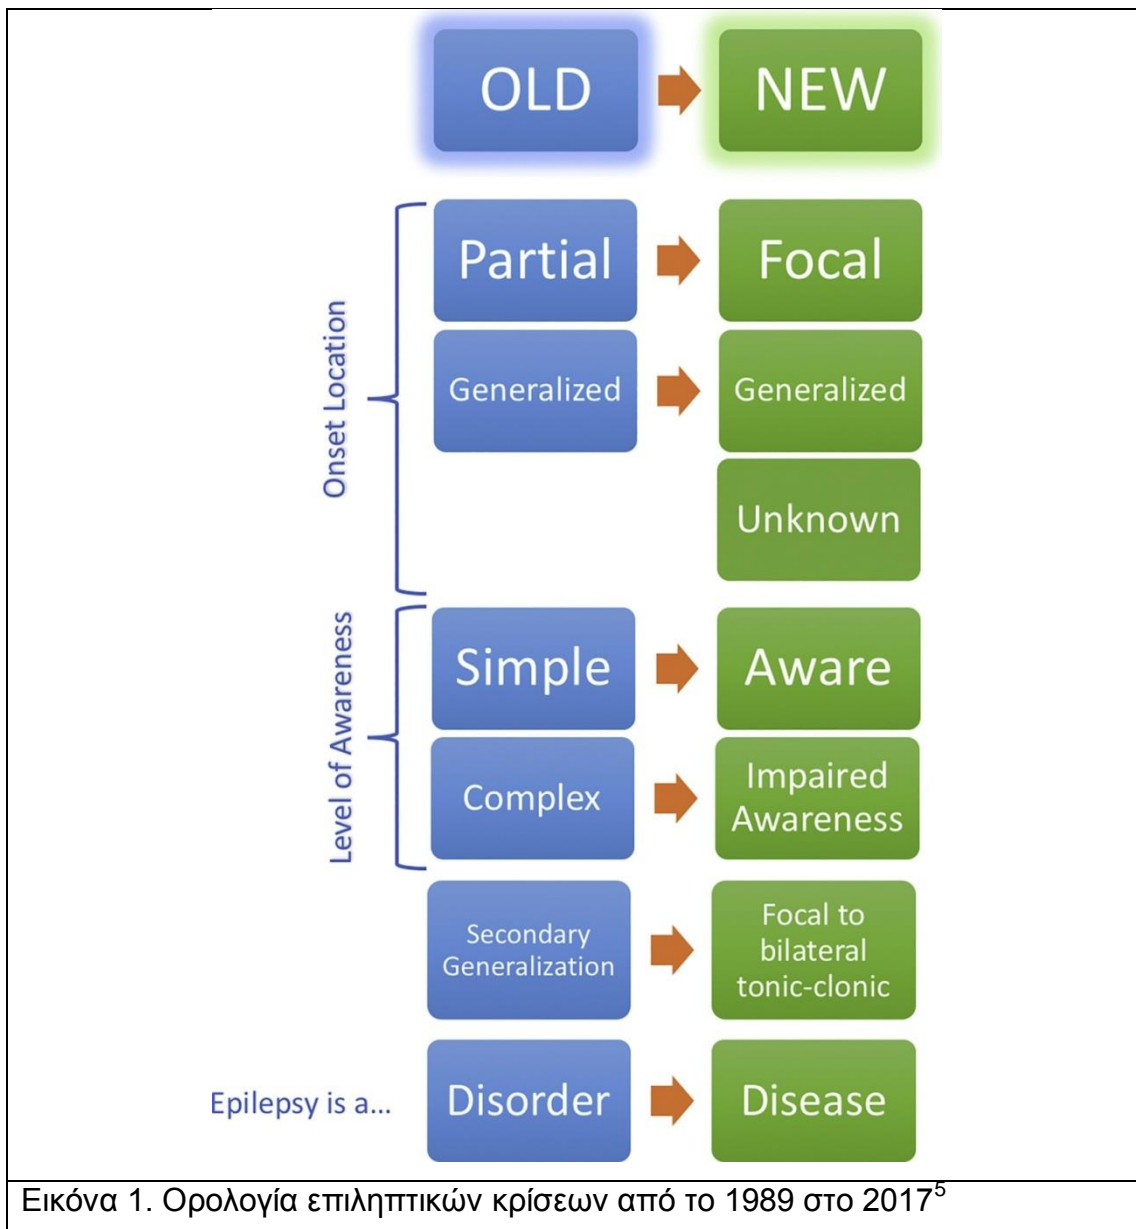 OLD NEW
Onset Location
Partial Focal
Generalized Generalized
Unknown
Level of Awareness
Simple Aware
Complex
Impaired
Awareness
Secondary
Generalization
Focal to
bilateral
tonic-clonic
Epilepsy is a... Disorder Disease
Εικόνα 1. Ορολογία επιληπτικών κρίσεων από το 1989 στο 2017⁵